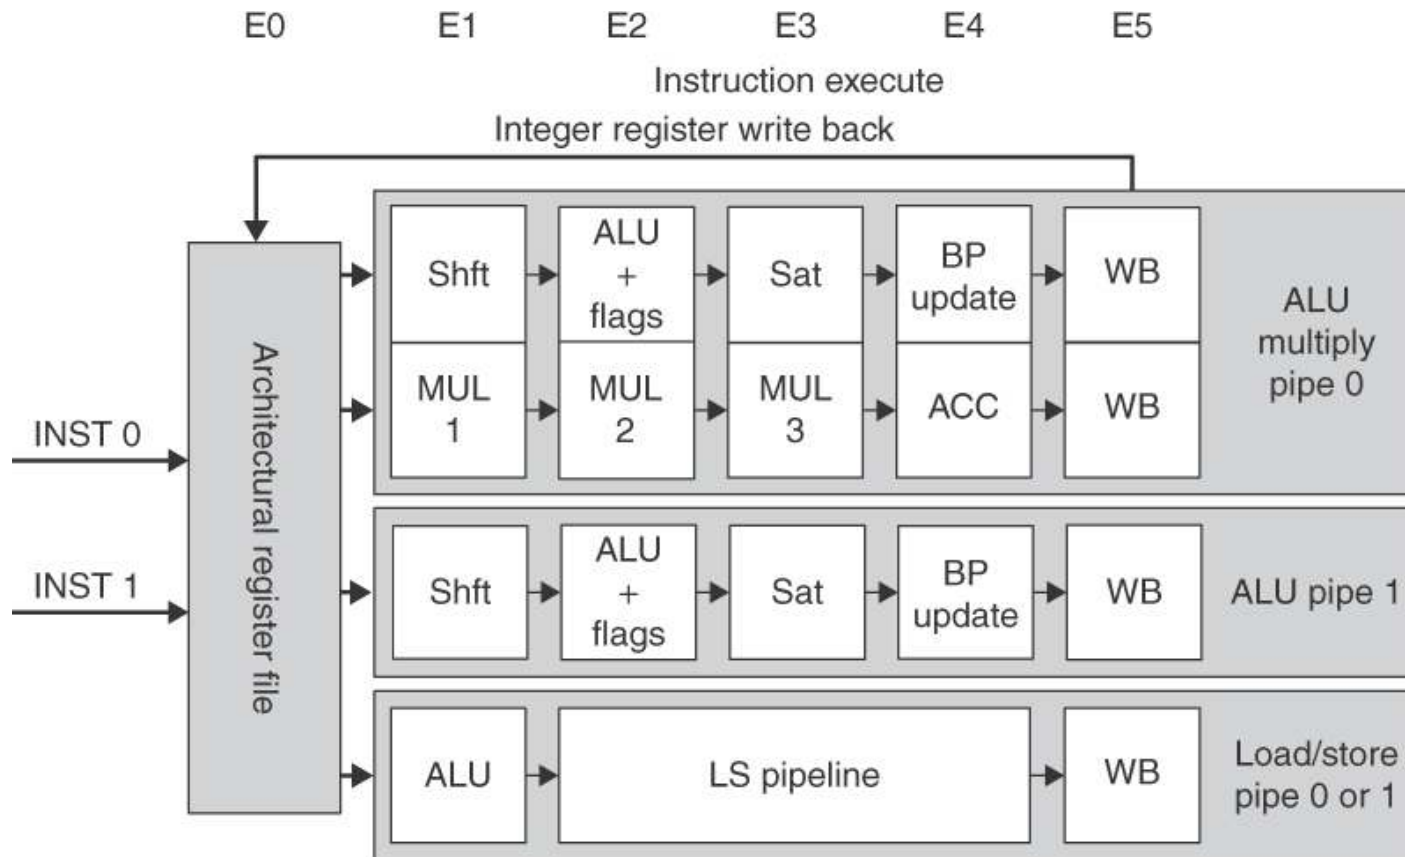 E0 E1 E2 E3 E4 E5
Instruction execute
Integer register write back
Architectural register file
INST 0
INST 1
Shft
ALU
+
flags
Sat
BP
update
WB
MUL
1
MUL
2
MUL
3
ACC
WB
ALU
multiply
pipe 0
Shft
ALU
+
flags
Sat
BP
update
WB
ALU pipe 1
ALU
LS pipeline
WB
Load/store
pipe 0 or 1